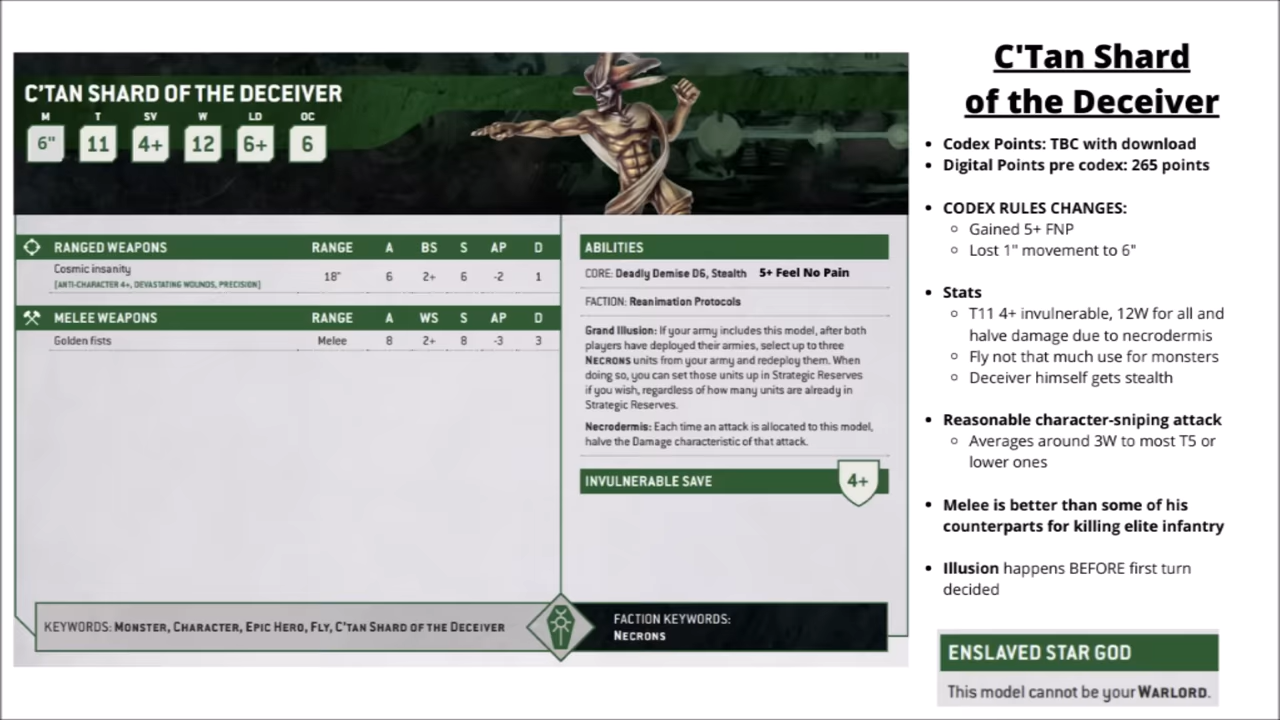 C'TAN SHARD OF THE DECEIVER
M T SV W LD OC
6" 11 4+ 12 6+ 6
RANGED WEAPONS RANGE A BS S AP D
Cosmic insanity 18" 6 2+ 6 -2 1
[ANTI-CHARACTER 4+, DEVASTATING WOUNDS, PRECISION]
MELEE WEAPONS RANGE A WS S AP D
Golden fists Melee 8 2+ 8 -3 3
ABILITIES
CORE: Deadly Demise D6, Stealth 5+ Feel No Pain
FACTION: Reanimation Protocols
Grand Illusion: If your army includes this model, after both
players have deployed their armies, select up to three
NECRONS units from your army and redeploy them. When
doing so, you can set those units up in Strategic Reserves
if you wish, regardless of how many units are already in
Strategic Reserves.
Necrodermis: Each time an attack is allocated to this model,
halve the Damage characteristic of that attack.
INVULNERABLE SAVE 4+
KEYWORDS: MONSTER, CHARACTER, EPIC HERO, FLY, C'TAN SHARD OF THE DECEIVER
FACTION KEYWORDS:
NECRONS
C'Tan Shard
of the Deceiver
• Codex Points: TBC with download
• Digital Points pre codex: 265 points
• CODEX RULES CHANGES:
○ Gained 5+ FNP
○ Lost 1" movement to 6"
• Stats
○ T11 4+ invulnerable, 12W for all and
halve damage due to necrodermis
○ Fly not that much use for monsters
○ Deceiver himself gets stealth
• Reasonable character-sniping attack
○ Averages around 3W to most T5 or
lower ones
• Melee is better than some of his
counterparts for killing elite infantry
• Illusion happens BEFORE first turn
decided
ENSLAVED STAR GOD
This model cannot be your WARLORD.